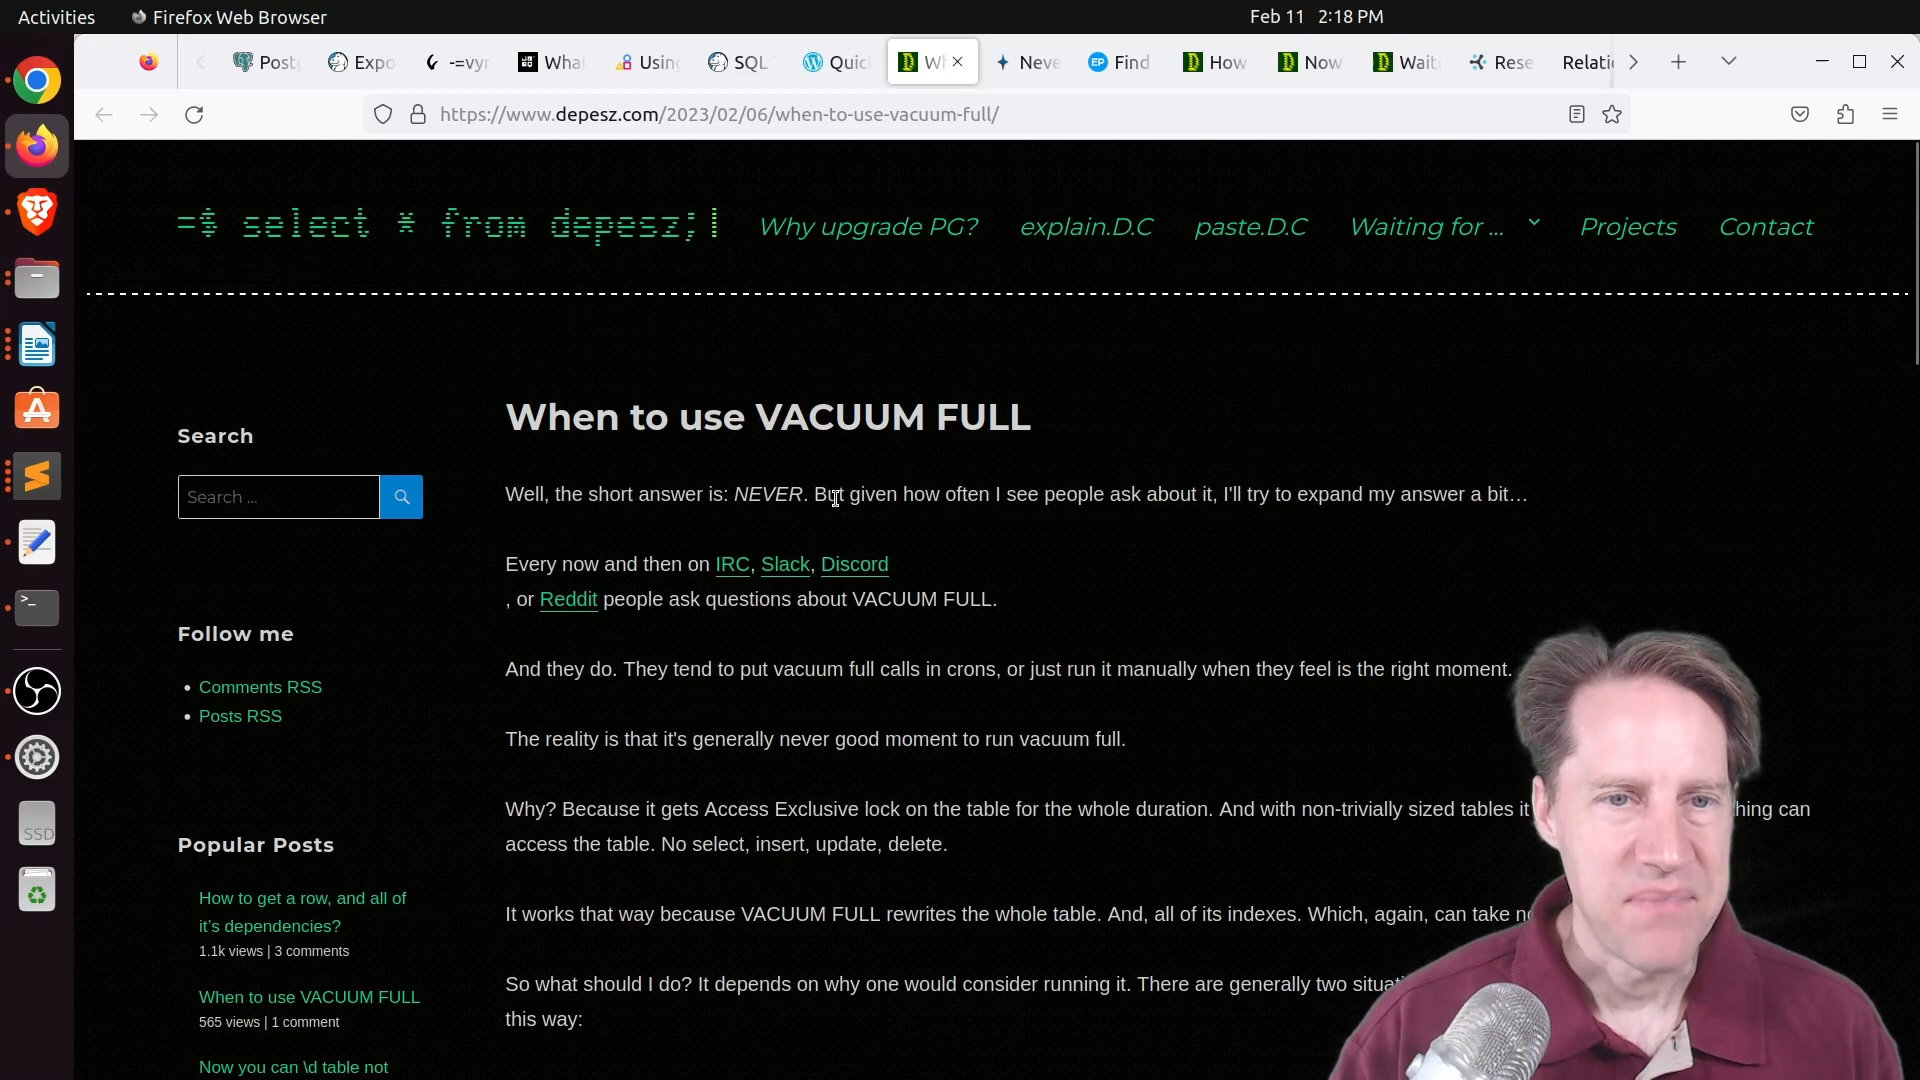 Activities
Firefox Web Browser
Feb 11 2:18 PM
Expo
-=vyr
SQL
Neve
Find
How
Now
Wait
Rese
Relati
https://www.depesz.com/2023/02/06/when-to-use-vacuum-full/
=$ select * from depesz;
Why upgrade PG?
explain.D.C
paste.D.C
Waiting for ...
Projects
Contact
Search
Search ...
Follow me
Comments RSS
Posts RSS
Popular Posts
How to get a row, and all of
it’s dependencies?
1.1k views | 3 comments
When to use VACUUM FULL
565 views | 1 comment
Now you can \d table not
When to use VACUUM FULL
Well, the short answer is: NEVER. But given how often I see people ask about it, I'll try to expand my answer a bit…
Every now and then on IRC, Slack, Discord
, or Reddit people ask questions about VACUUM FULL.
And they do. They tend to put vacuum full calls in crons, or just run it manually when they feel is the right moment.
The reality is that it's generally never good moment to run vacuum full.
Why? Because it gets Access Exclusive lock on the table for the whole duration. And with non-trivially sized tables it hing can
access the table. No select, insert, update, delete.
It works that way because VACUUM FULL rewrites the whole table. And, all of its indexes. Which, again, can take
So what should I do? It depends on why one would consider running it. There are generally two
this way:
SSD